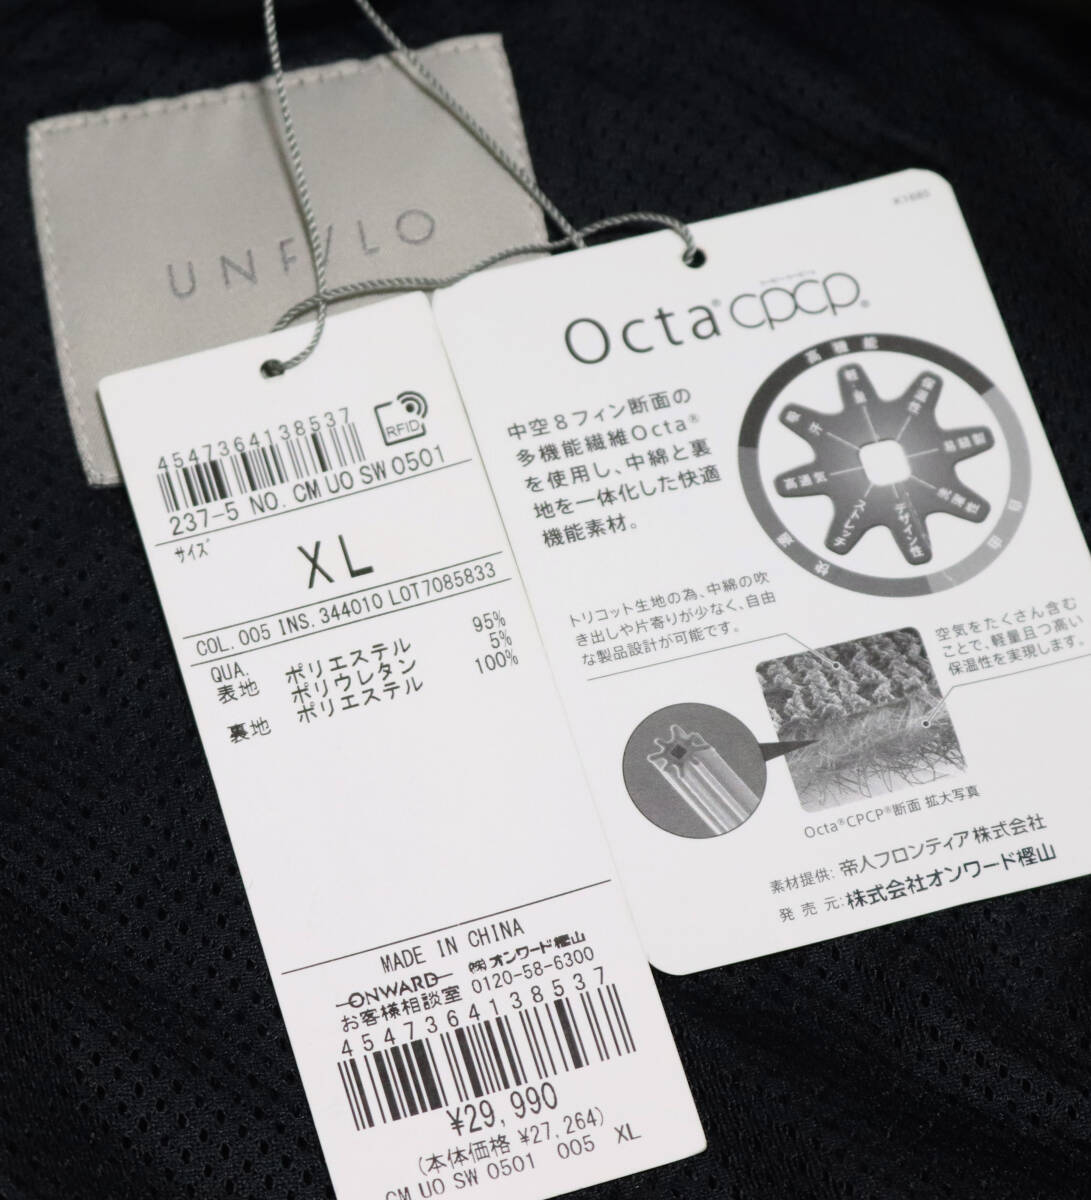 UNFILO
4547364138537
RFID
237-5 NO. CM UO SW 0501
サイズ
XL
COL. 005 INS. 344010 LOT7085833
QUA.
表地 ポリエステル 95%
ポリウレタン 5%
裏地 ポリエステル 100%
MADE IN CHINA
ONWARD ㈱オンワード樫山
お客様相談室 0120-58-6300
4547364138537
¥29,990
(本体価格 ¥27,264)
CM UO SW 0501 005 XL
Octa® CPCP®
中空8フィン断面の
多機能繊維Octa®
を使用し、中綿と裏
地を一体化した快適
機能素材。
高機能
自由
快適
軽量
保温性
高通気
ストレッチ
デザイン性
トリコット生地の為、中綿の吹
き出しや片寄りが少なく、自由
な製品設計が可能です。
空気をたくさん含む
ことで、軽量且つ高い
保温性を実現します。
Octa®CPCP®断面 拡大写真
素材提供: 帝人フロンティア株式会社
発売元: 株式会社オンワード樫山